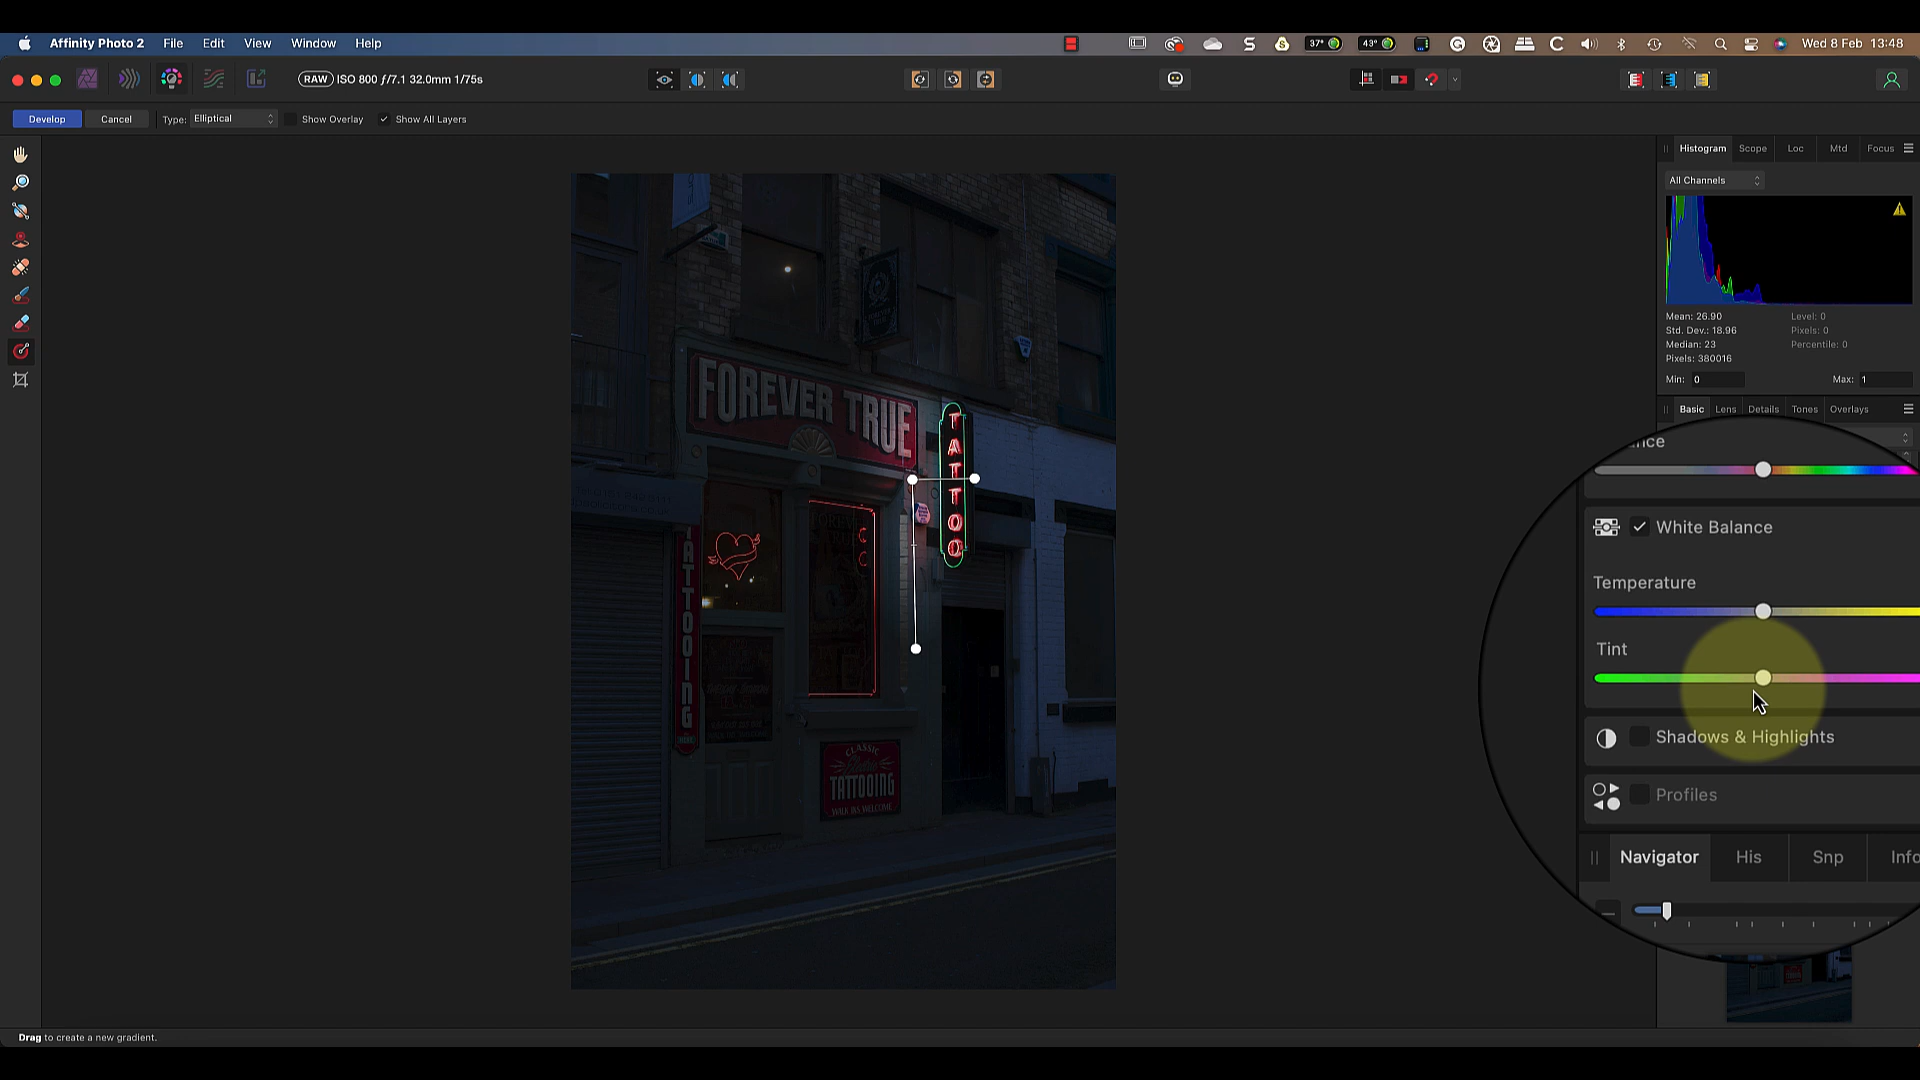 Affinity Photo 2 File Edit View Window Help
37° 43° Wed 8 Feb 13:48
RAW ISO 800 ƒ/7.1 32.0mm 1/75s
Develop Cancel Type: Elliptical Show Overlay Show All Layers
Histogram Scope Loc Mtd Focus
All Channels
Mean: 26.90 Level: 0
Std. Dev.: 18.96 Pixels: 0
Median: 23 Percentile: 0
Pixels: 380016
Min: 0 Max: 1
Basic Lens Details Tones Overlays
FOREVER TRUE
TATTOO
TATTOOING
CLASSIC
Electric
TATTOOING
WALK INS WELCOME
White Balance
Temperature
Tint
Shadows & Highlights
Profiles
Navigator His Snp Info
Drag to create a new gradient.